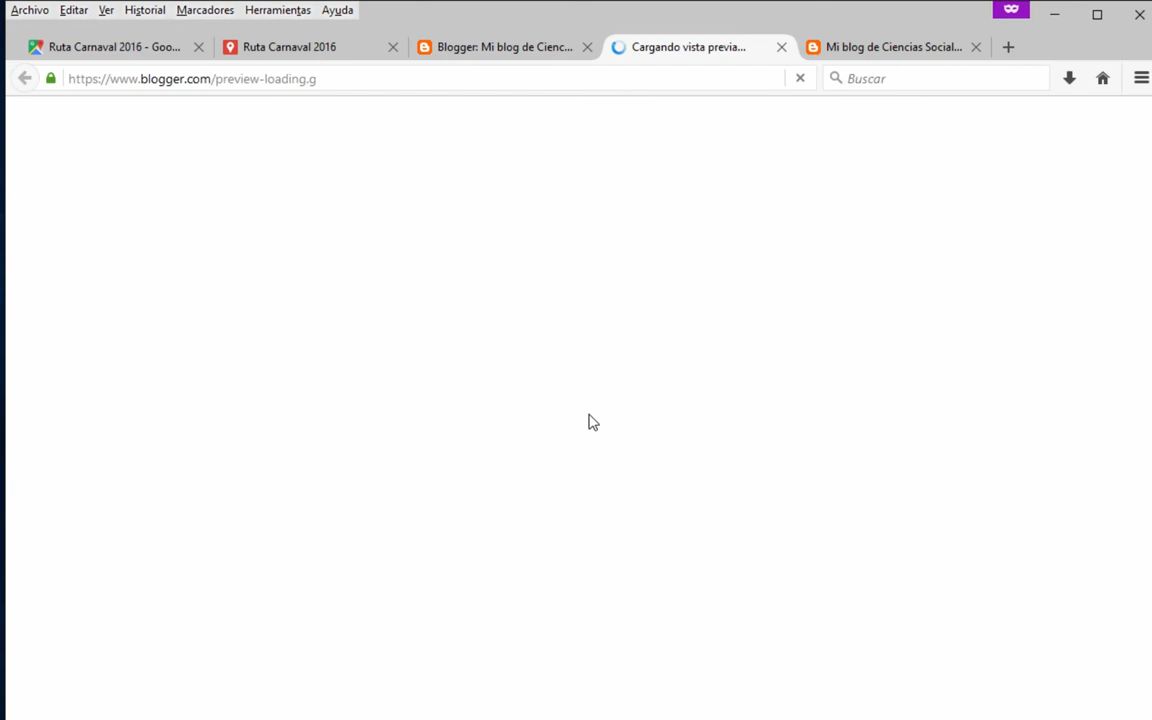 Archivo Editar Ver Historial Marcadores Herramientas Ayuda
Ruta Carnaval 2016 - Goo... Ruta Carnaval 2016 Blogger: Mi blog de Cienc... Cargando vista previa... Mi blog de Ciencias Social...
https://www.blogger.com/preview-loading.g Buscar